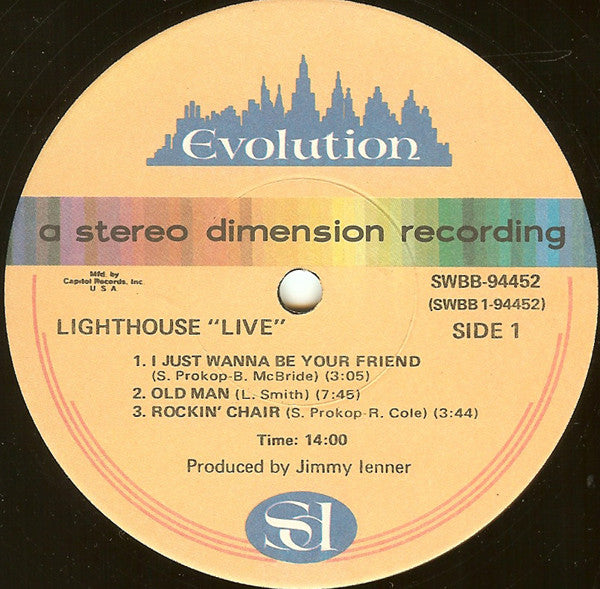 Evolution
a stereo dimension recording
Mfd. by
Capitol Records, Inc.
U S A
SWBB-94452
(SWBB 1-94452)
LIGHTHOUSE "LIVE"
SIDE 1
1. I JUST WANNA BE YOUR FRIEND
(S. Prokop-B. McBride) (3:05)
2. OLD MAN (L. Smith) (7:45)
3. ROCKIN' CHAIR (S. Prokop-R. Cole) (3:44)
Time: 14:00
Produced by Jimmy Ienner
Sd